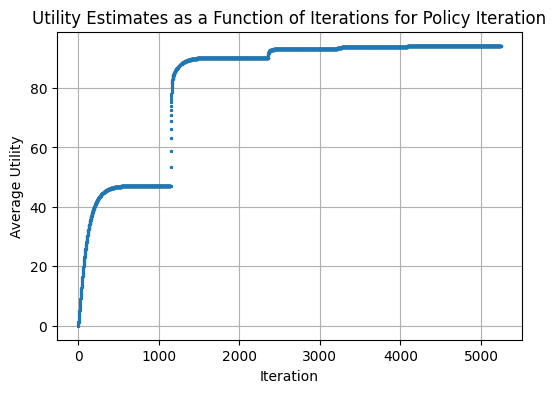 Utility Estimates as a Function of Iterations for Policy Iteration
80
60
40
20
0
Average Utility
0 1000 2000 3000 4000 5000
Iteration